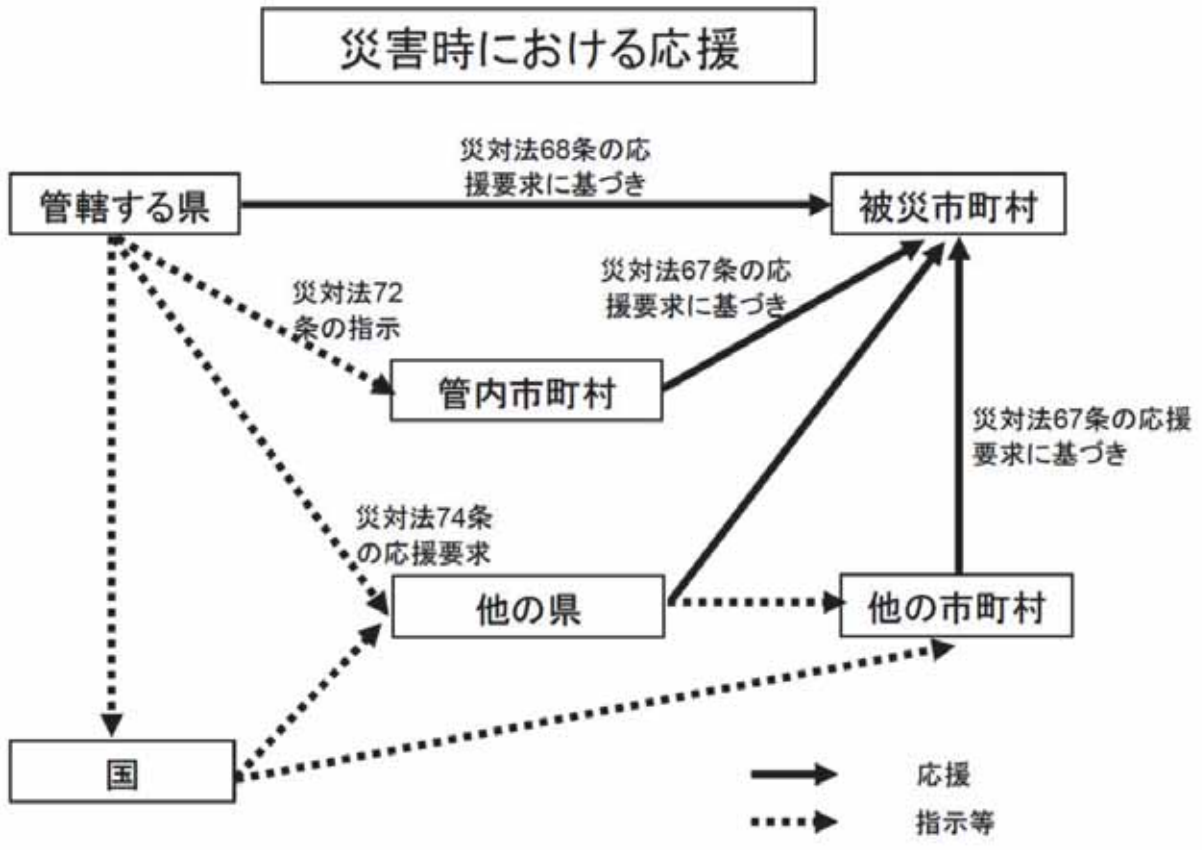 災害時における応援
災対法68条の応
援要求に基づき
管轄する県
被災市町村
災対法67条の応
援要求に基づき
災対法72
条の指示
管内市町村
災対法67条の応援
要求に基づき
災対法74条
の応援要求
他の県
他の市町村
国
応援
指示等